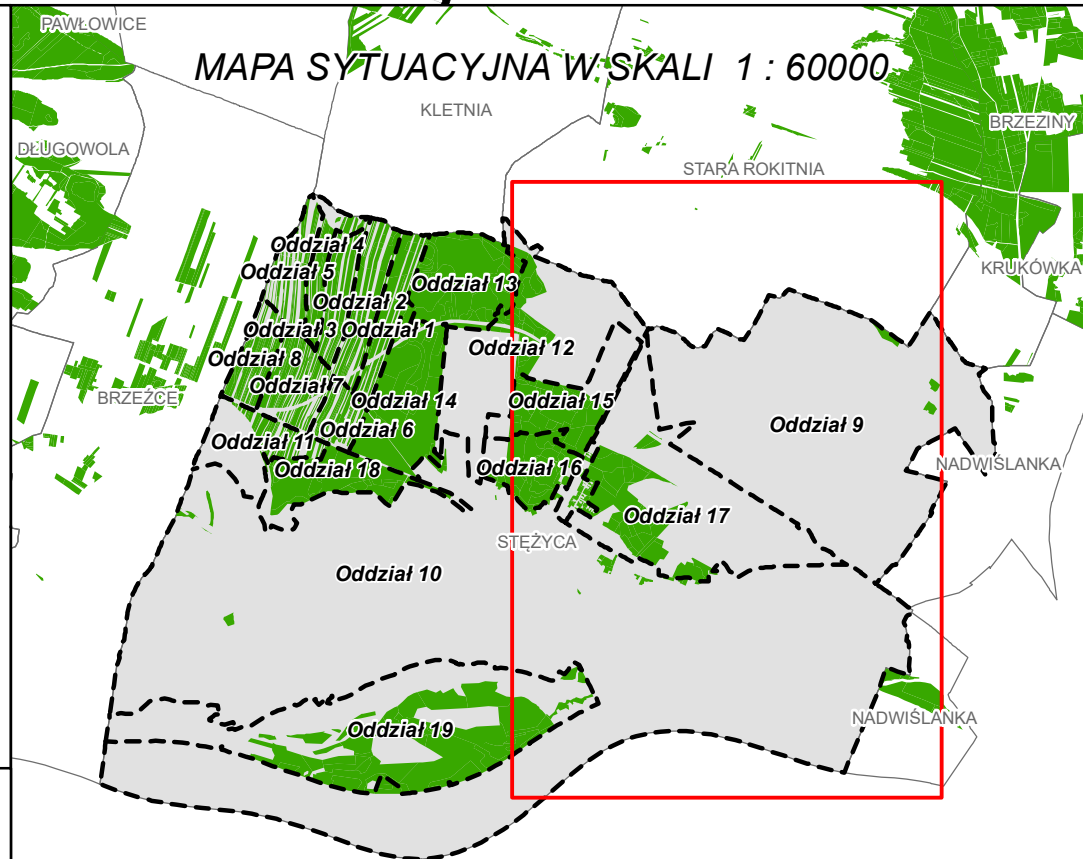 PAWŁOWICE
MAPA SYTUACYJNA W SKALI 1 : 60000
KLETNIA
BRZEZINY
DŁUGOWOLA
STARA ROKITNIA
Oddział 4
Oddział 5
KRUKÓWKA
Oddział 13
Oddział 2
Oddział 3
Oddział 1
Oddział 12
Oddział 8
Oddział 7
BRZEŹCE
Oddział 14
Oddział 15
Oddział 9
Oddział 6
Oddział 11
Oddział 18
Oddział 16
NADWIŚLANKA
Oddział 17
STĘŻYCA
Oddział 10
NADWIŚLANKA
Oddział 19